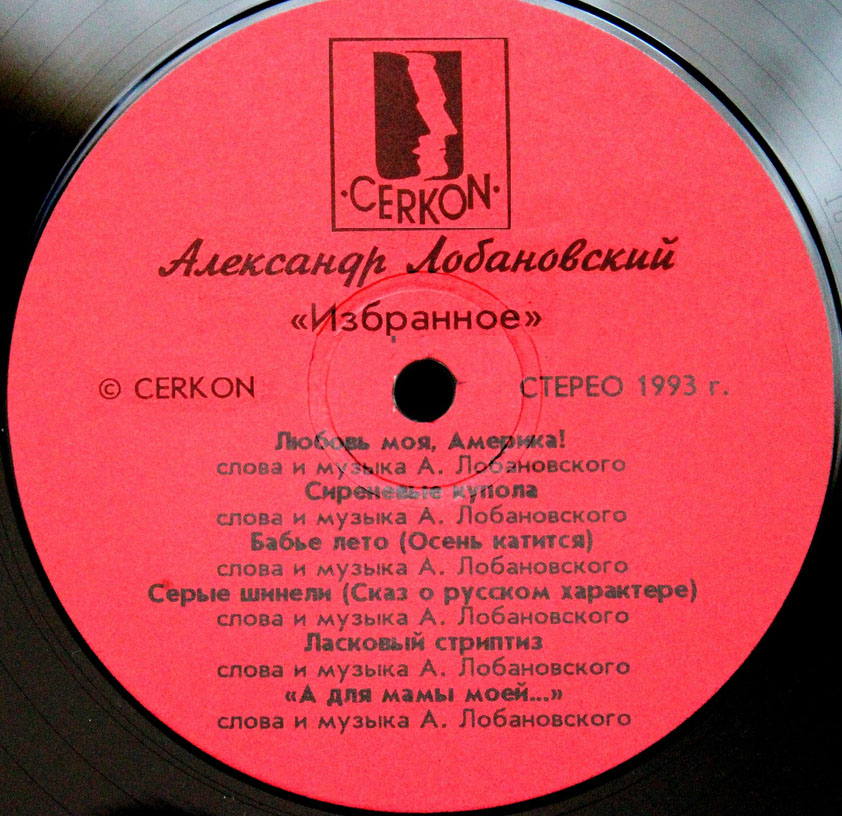 ·CERKON·
Александр Лобановский
«Избранное»
© CERKON СТЕРЕО 1993 г.
Любовь моя, Америка!
слова и музыка А. Лобановского
Сиреневые купола
слова и музыка А. Лобановского
Бабье лето (Осень катится)
слова и музыка А. Лобановского
Серые шинели (Сказ о русском характере)
слова и музыка А. Лобановского
Ласковый стриптиз
слова и музыка А. Лобановского
«А для мамы моей...»
слова и музыка А. Лобановского